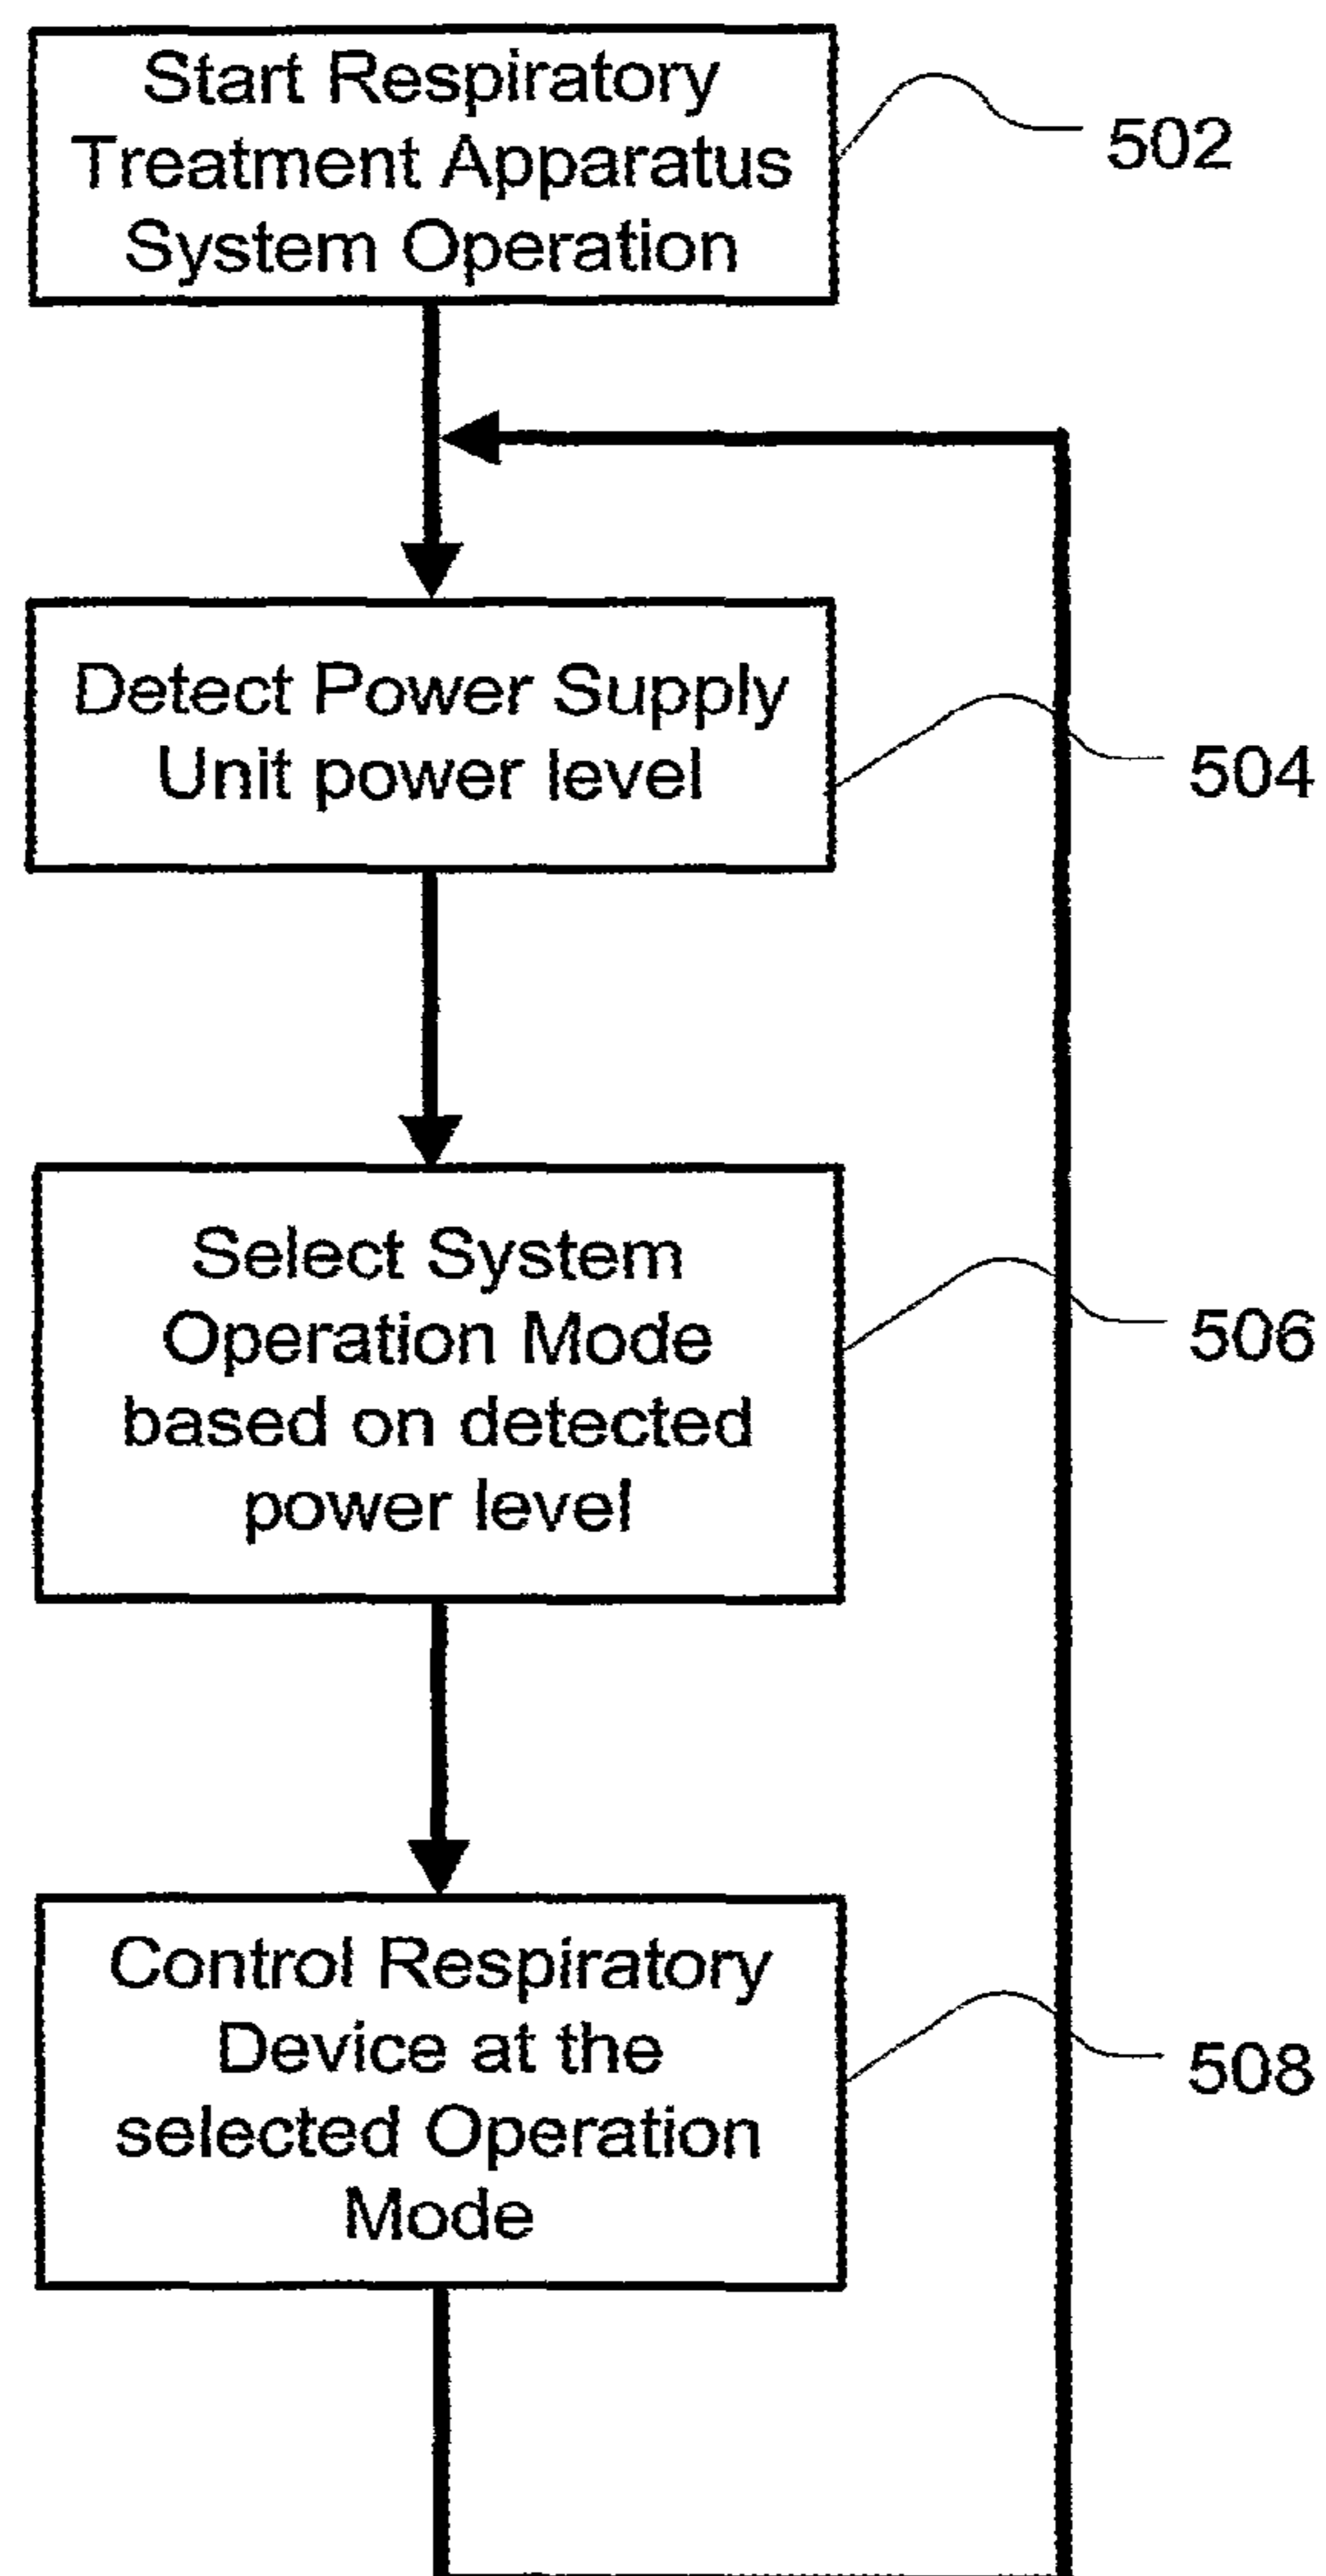 Start Respiratory
Treatment Apparatus
System Operation
502
Detect Power Supply
Unit power level
504
Select System
Operation Mode
based on detected
power level
506
Control Respiratory
Device at the
selected Operation
Mode
508